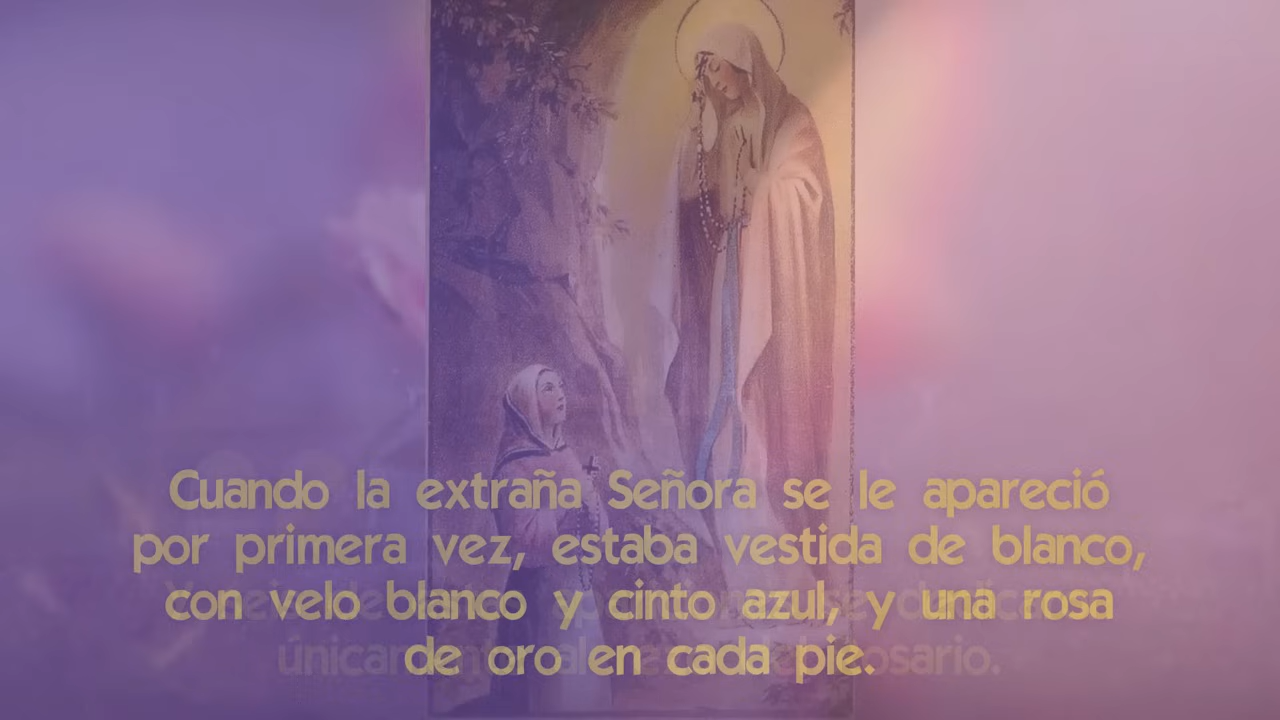 Cuando la extraña Señora se le apareció
por primera vez, estaba vestida de blanco,
con velo blanco y cinto azul, y una rosa
de oro en cada pie.